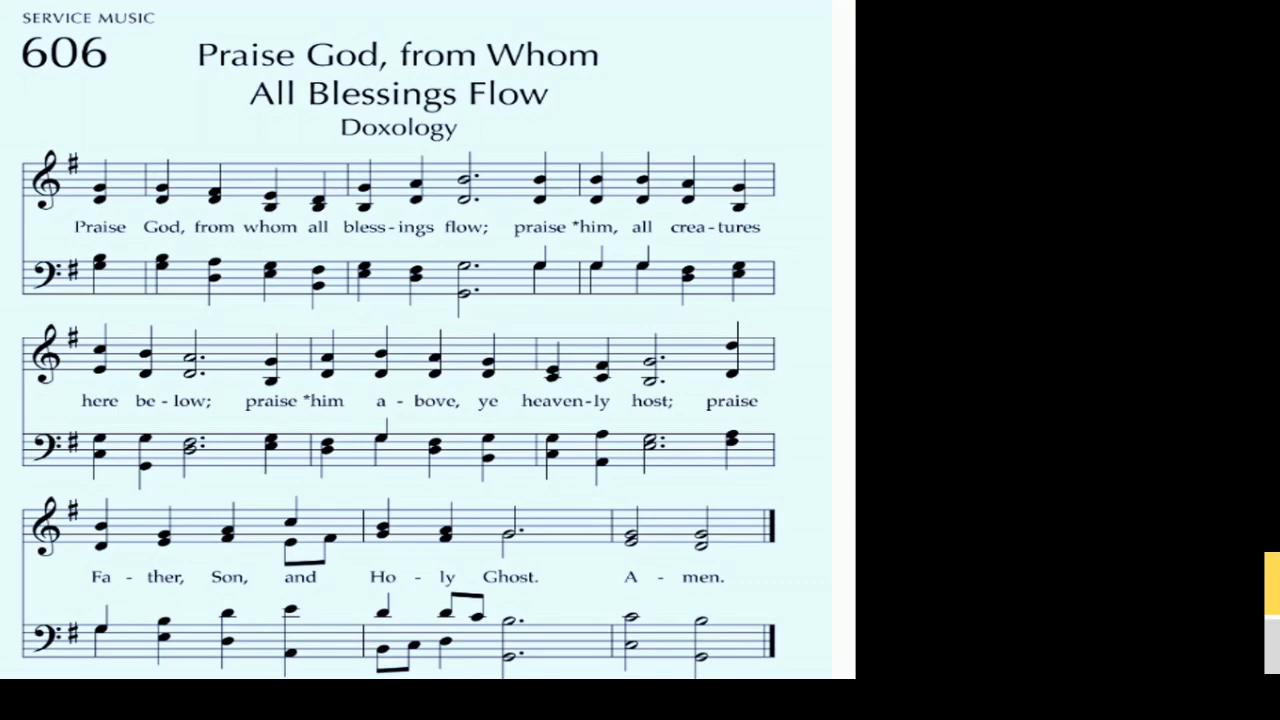 SERVICE MUSIC
606
Praise God, from Whom
All Blessings Flow
Doxology
Praise God, from whom all bless-ings flow; praise *him, all crea-tures
here be-low; praise *him a-bove, ye heaven-ly host; praise
Fa-ther, Son, and Ho-ly Ghost. A-men.